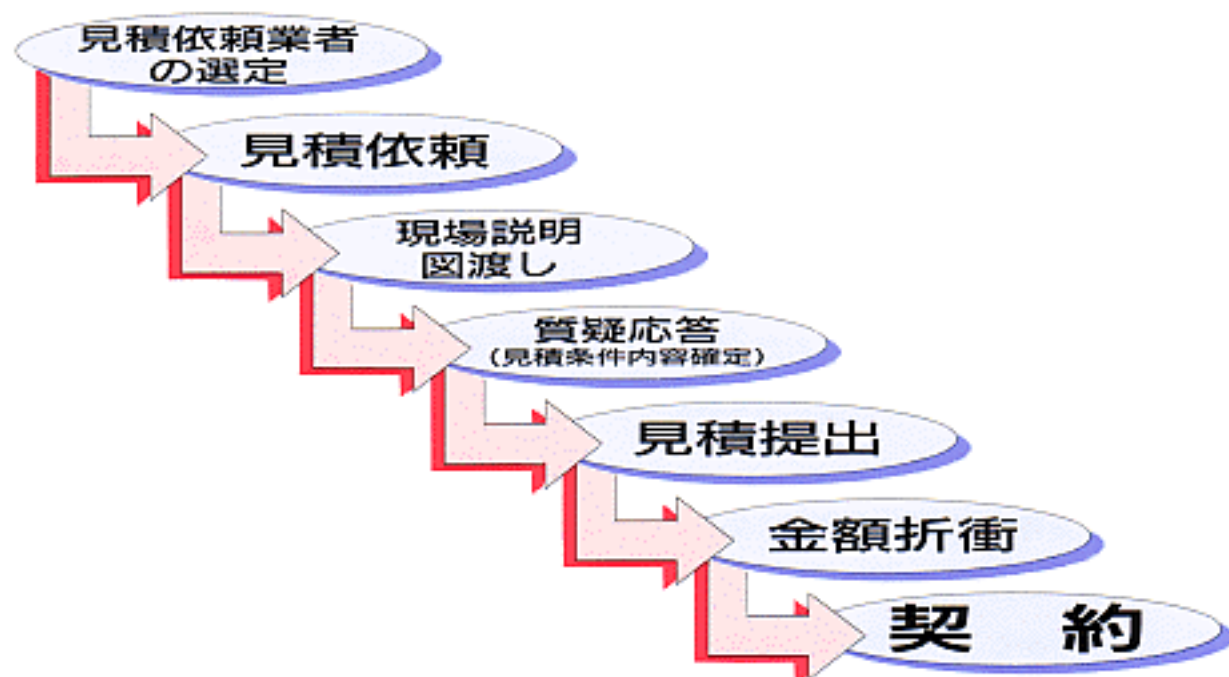 見積依頼業者
の選定
見積依頼
現場説明
図渡し
質疑応答
(見積条件内容確定)
見積提出
金額折衝
契　約